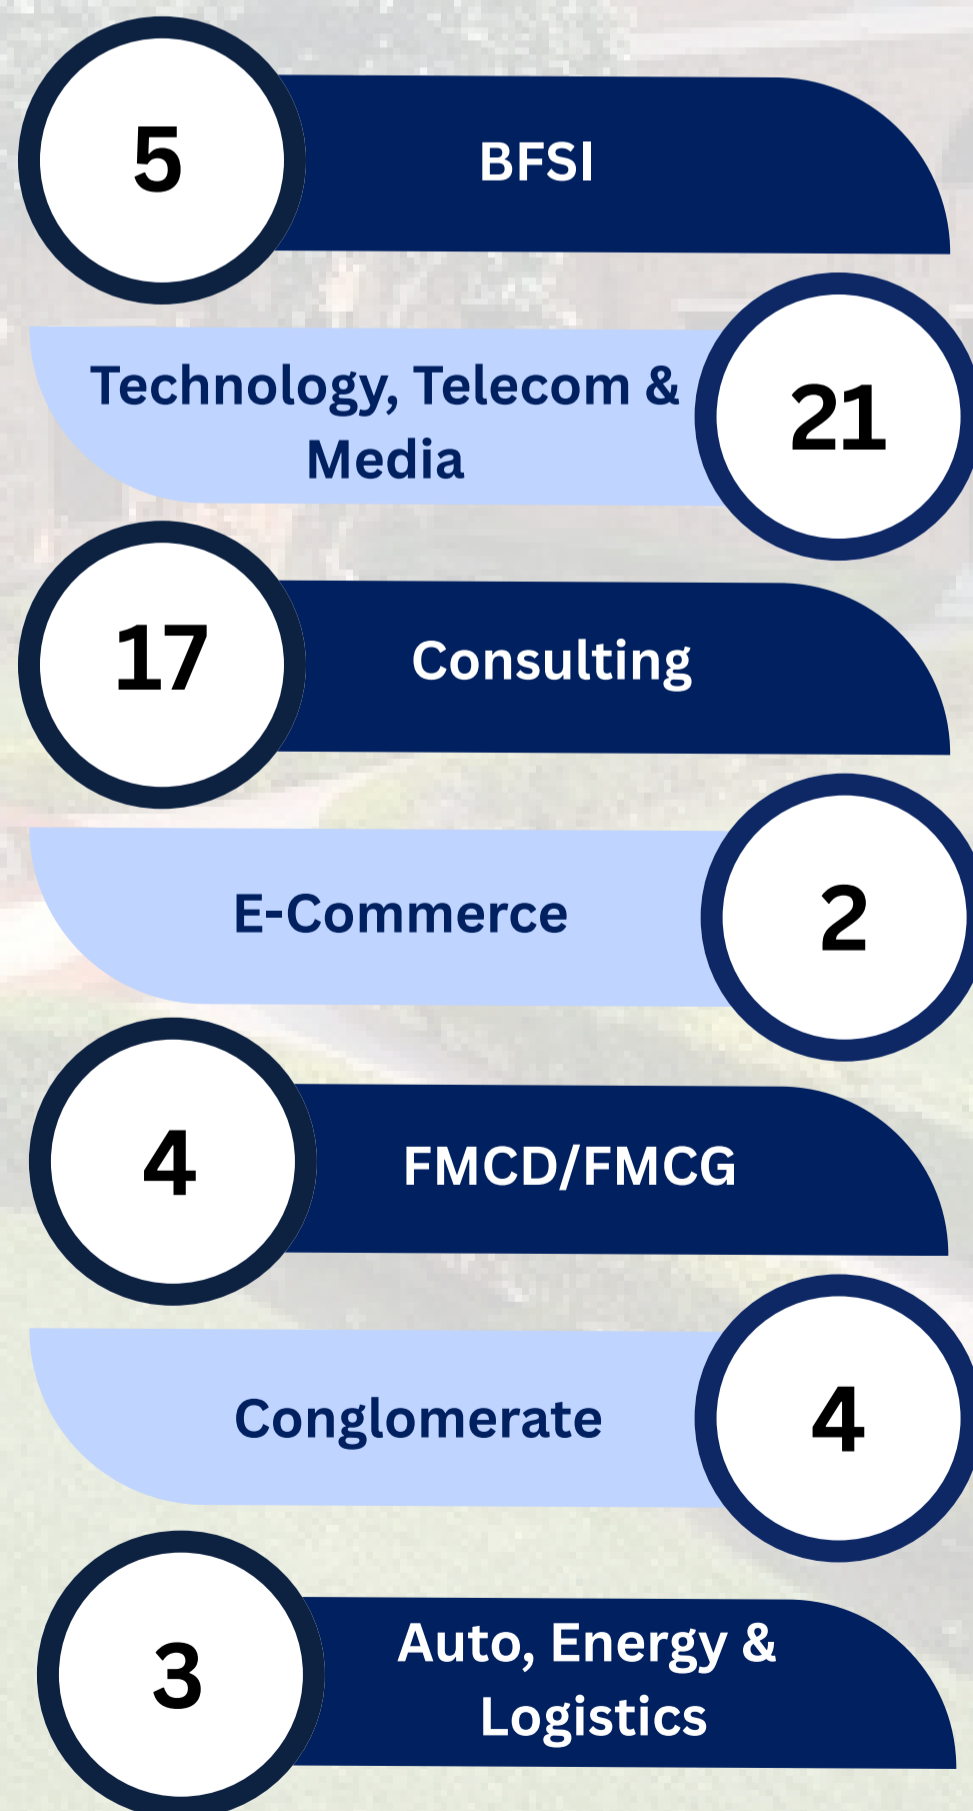 5
BFSI
Technology, Telecom &
Media
21
17
Consulting
E-Commerce
2
4
FMCD/FMCG
Conglomerate
4
3
Auto, Energy &
Logistics